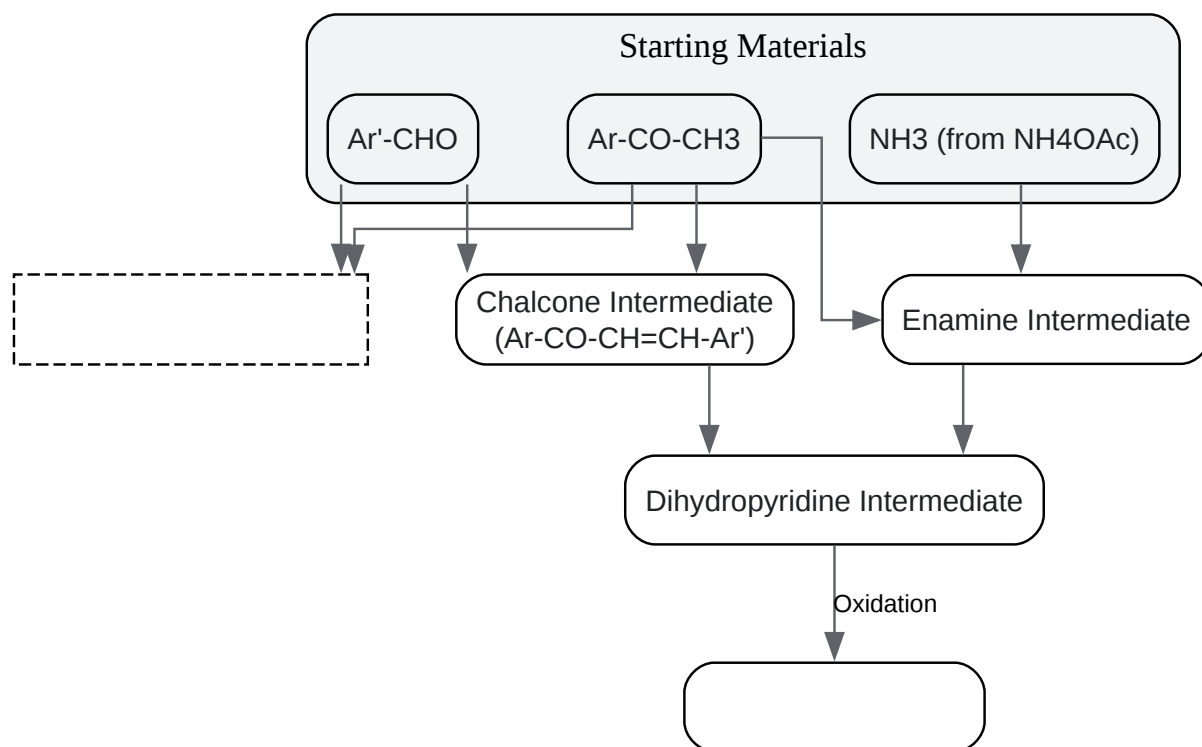 Starting Materials
Ar'-CHO
Ar-CO-CH3
NH3 (from NH4OAc)
Chalcone Intermediate
(Ar-CO-CH=CH-Ar')
Enamine Intermediate
Dihydropyridine Intermediate
Oxidation